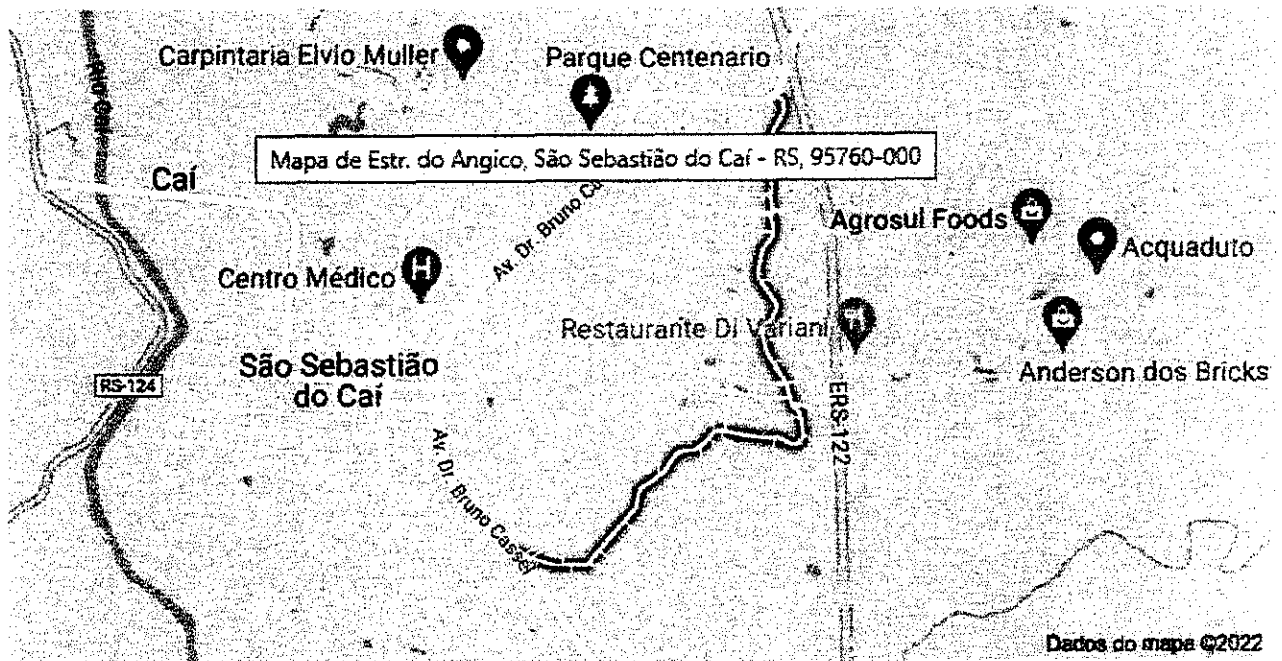 Carpintaria Elvio Muller
Parque Centenario
Mapa de Estr. do Angico, São Sebastião do Caí - RS, 95760-000
Caí
Av. Dr. Bruno
Agrosul Foods
Acquaduto
Centro Médico
Restaurante Di Variani
São Sebastião
do Caí
RS-124
Anderson dos Bricks
ERS-122
Av. Dr. Bruno Cassel
Dados do mapa ©2022